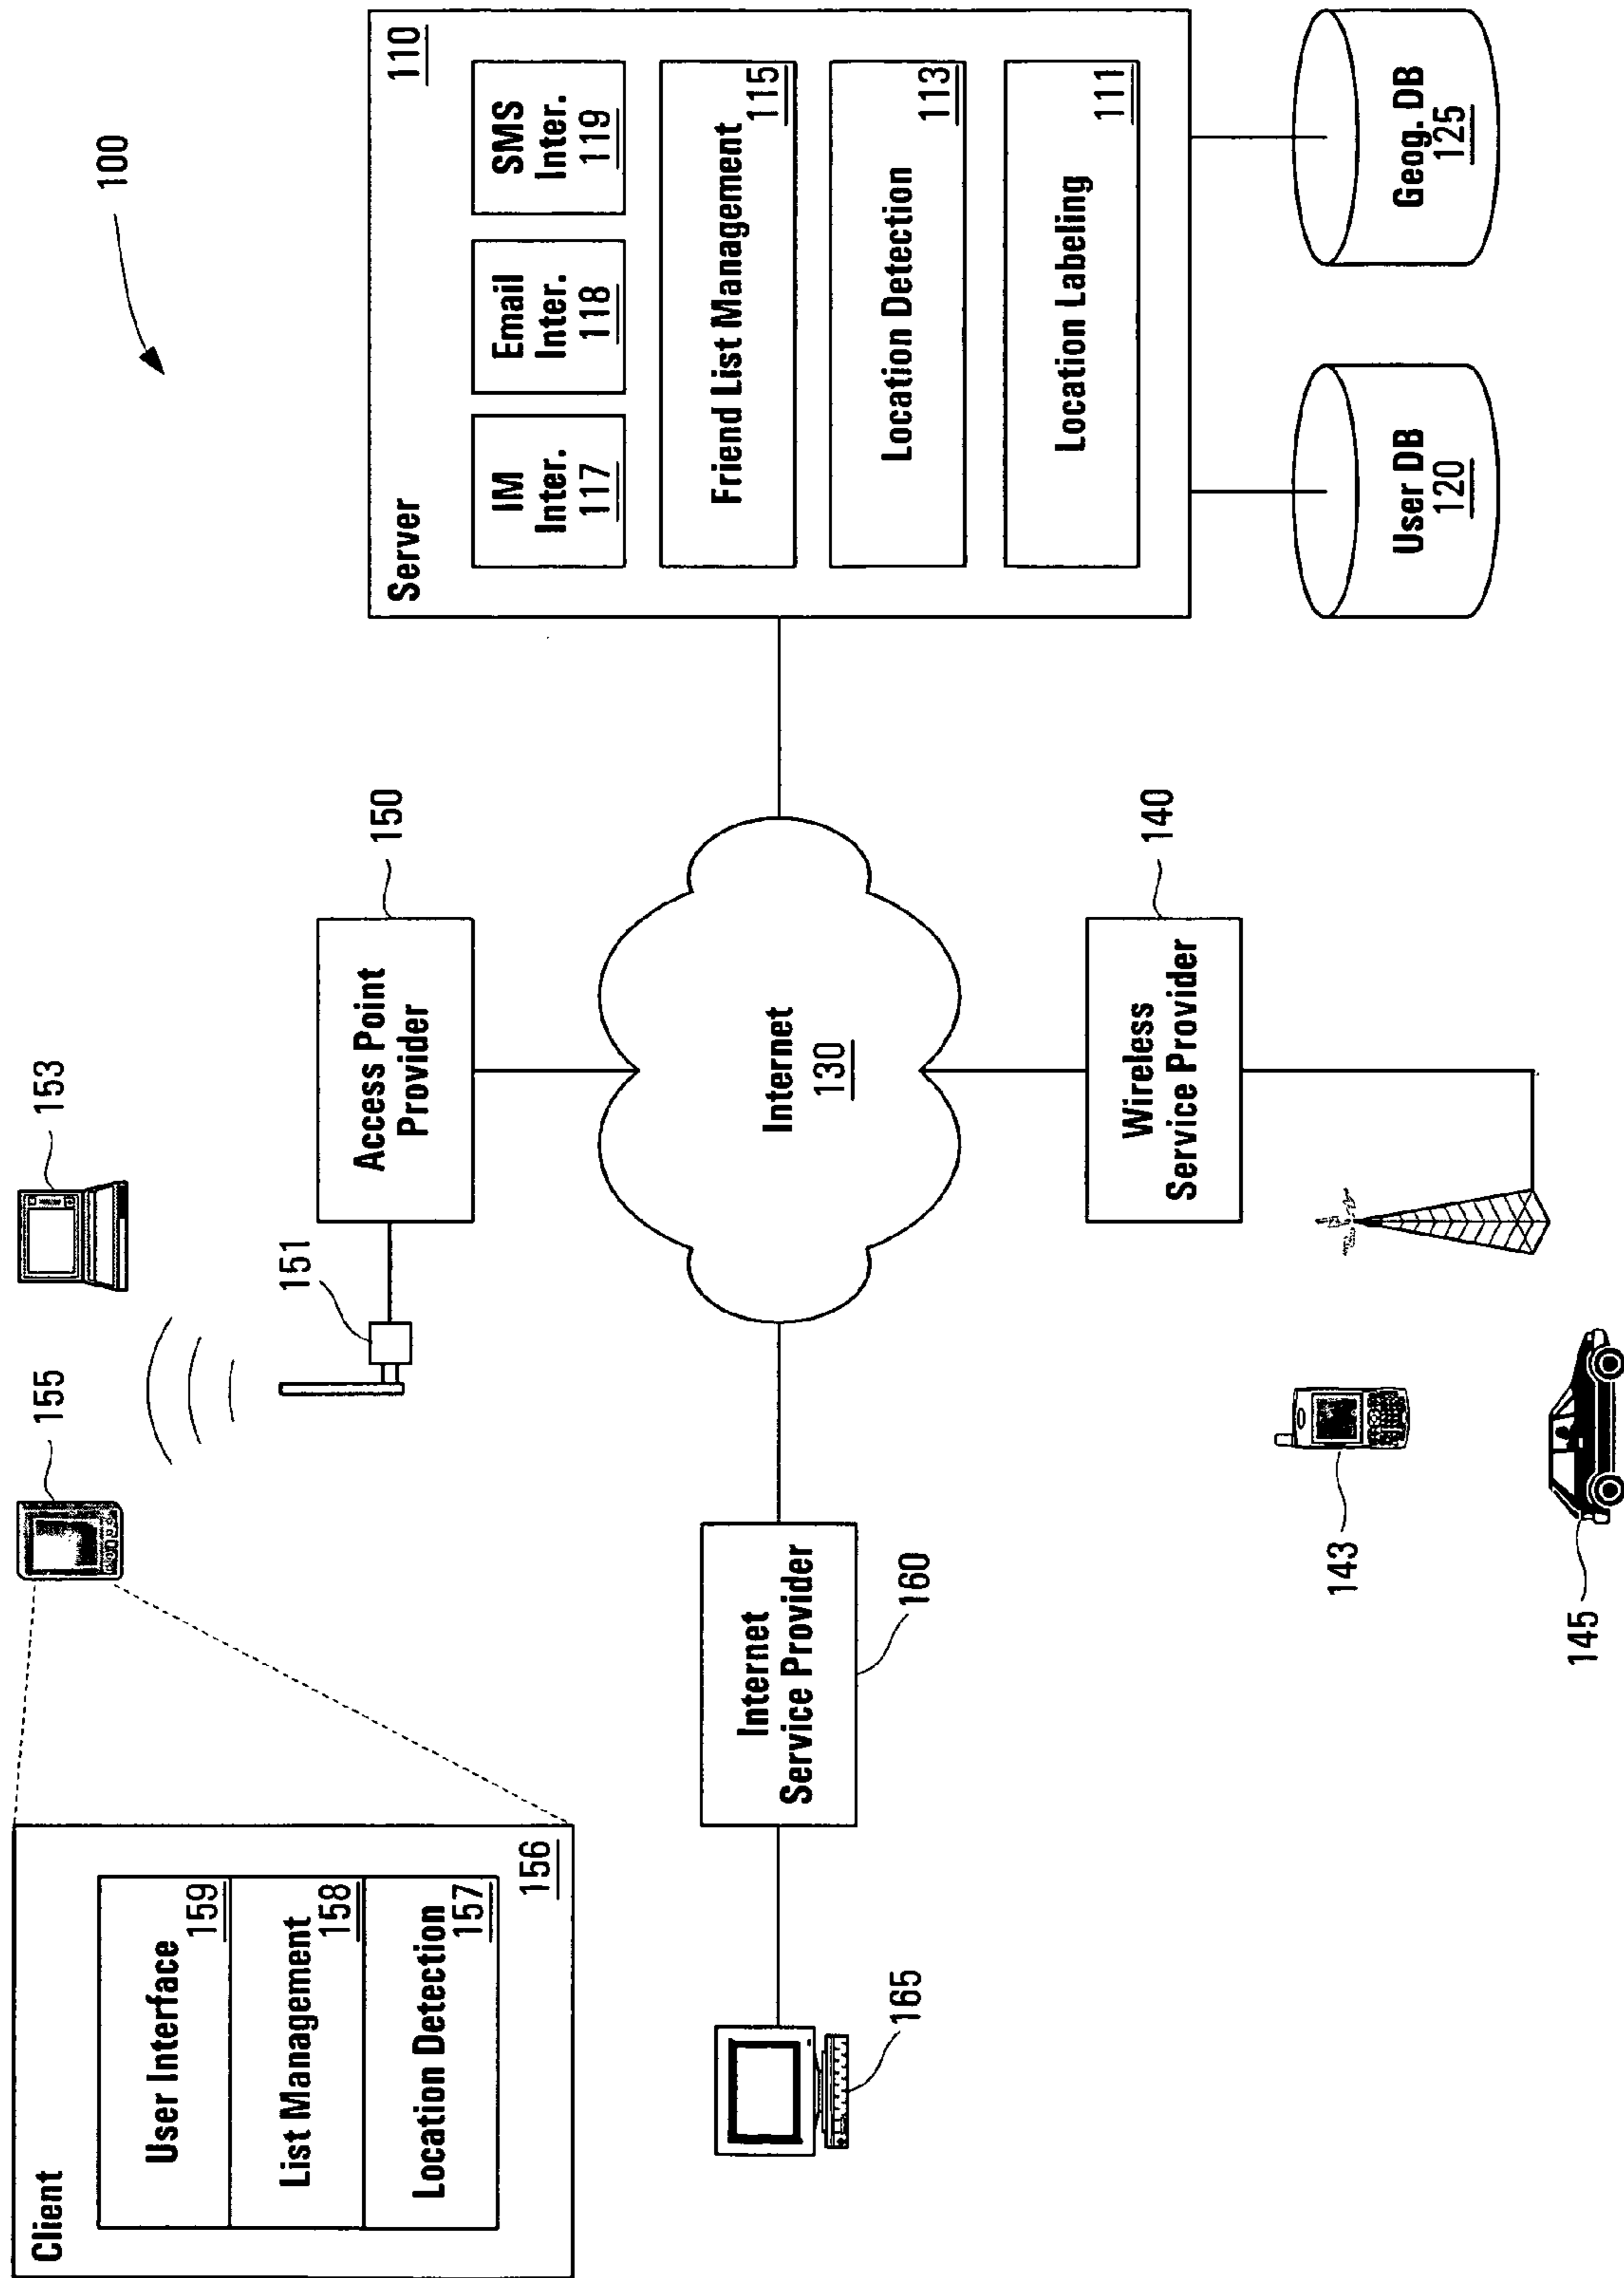 100
Client
User Interface
159
List Management
158
Location Detection
157
156
155
153
151
Access Point
Provider
150
Server
110
IM
Inter.
117
Email
Inter.
118
SMS
Inter.
119
Friend List Management
115
Location Detection
113
Location Labeling
111
User DB
120
Geog. DB
125
Internet
130
Internet
Service Provider
160
165
Wireless
Service Provider
140
143
145